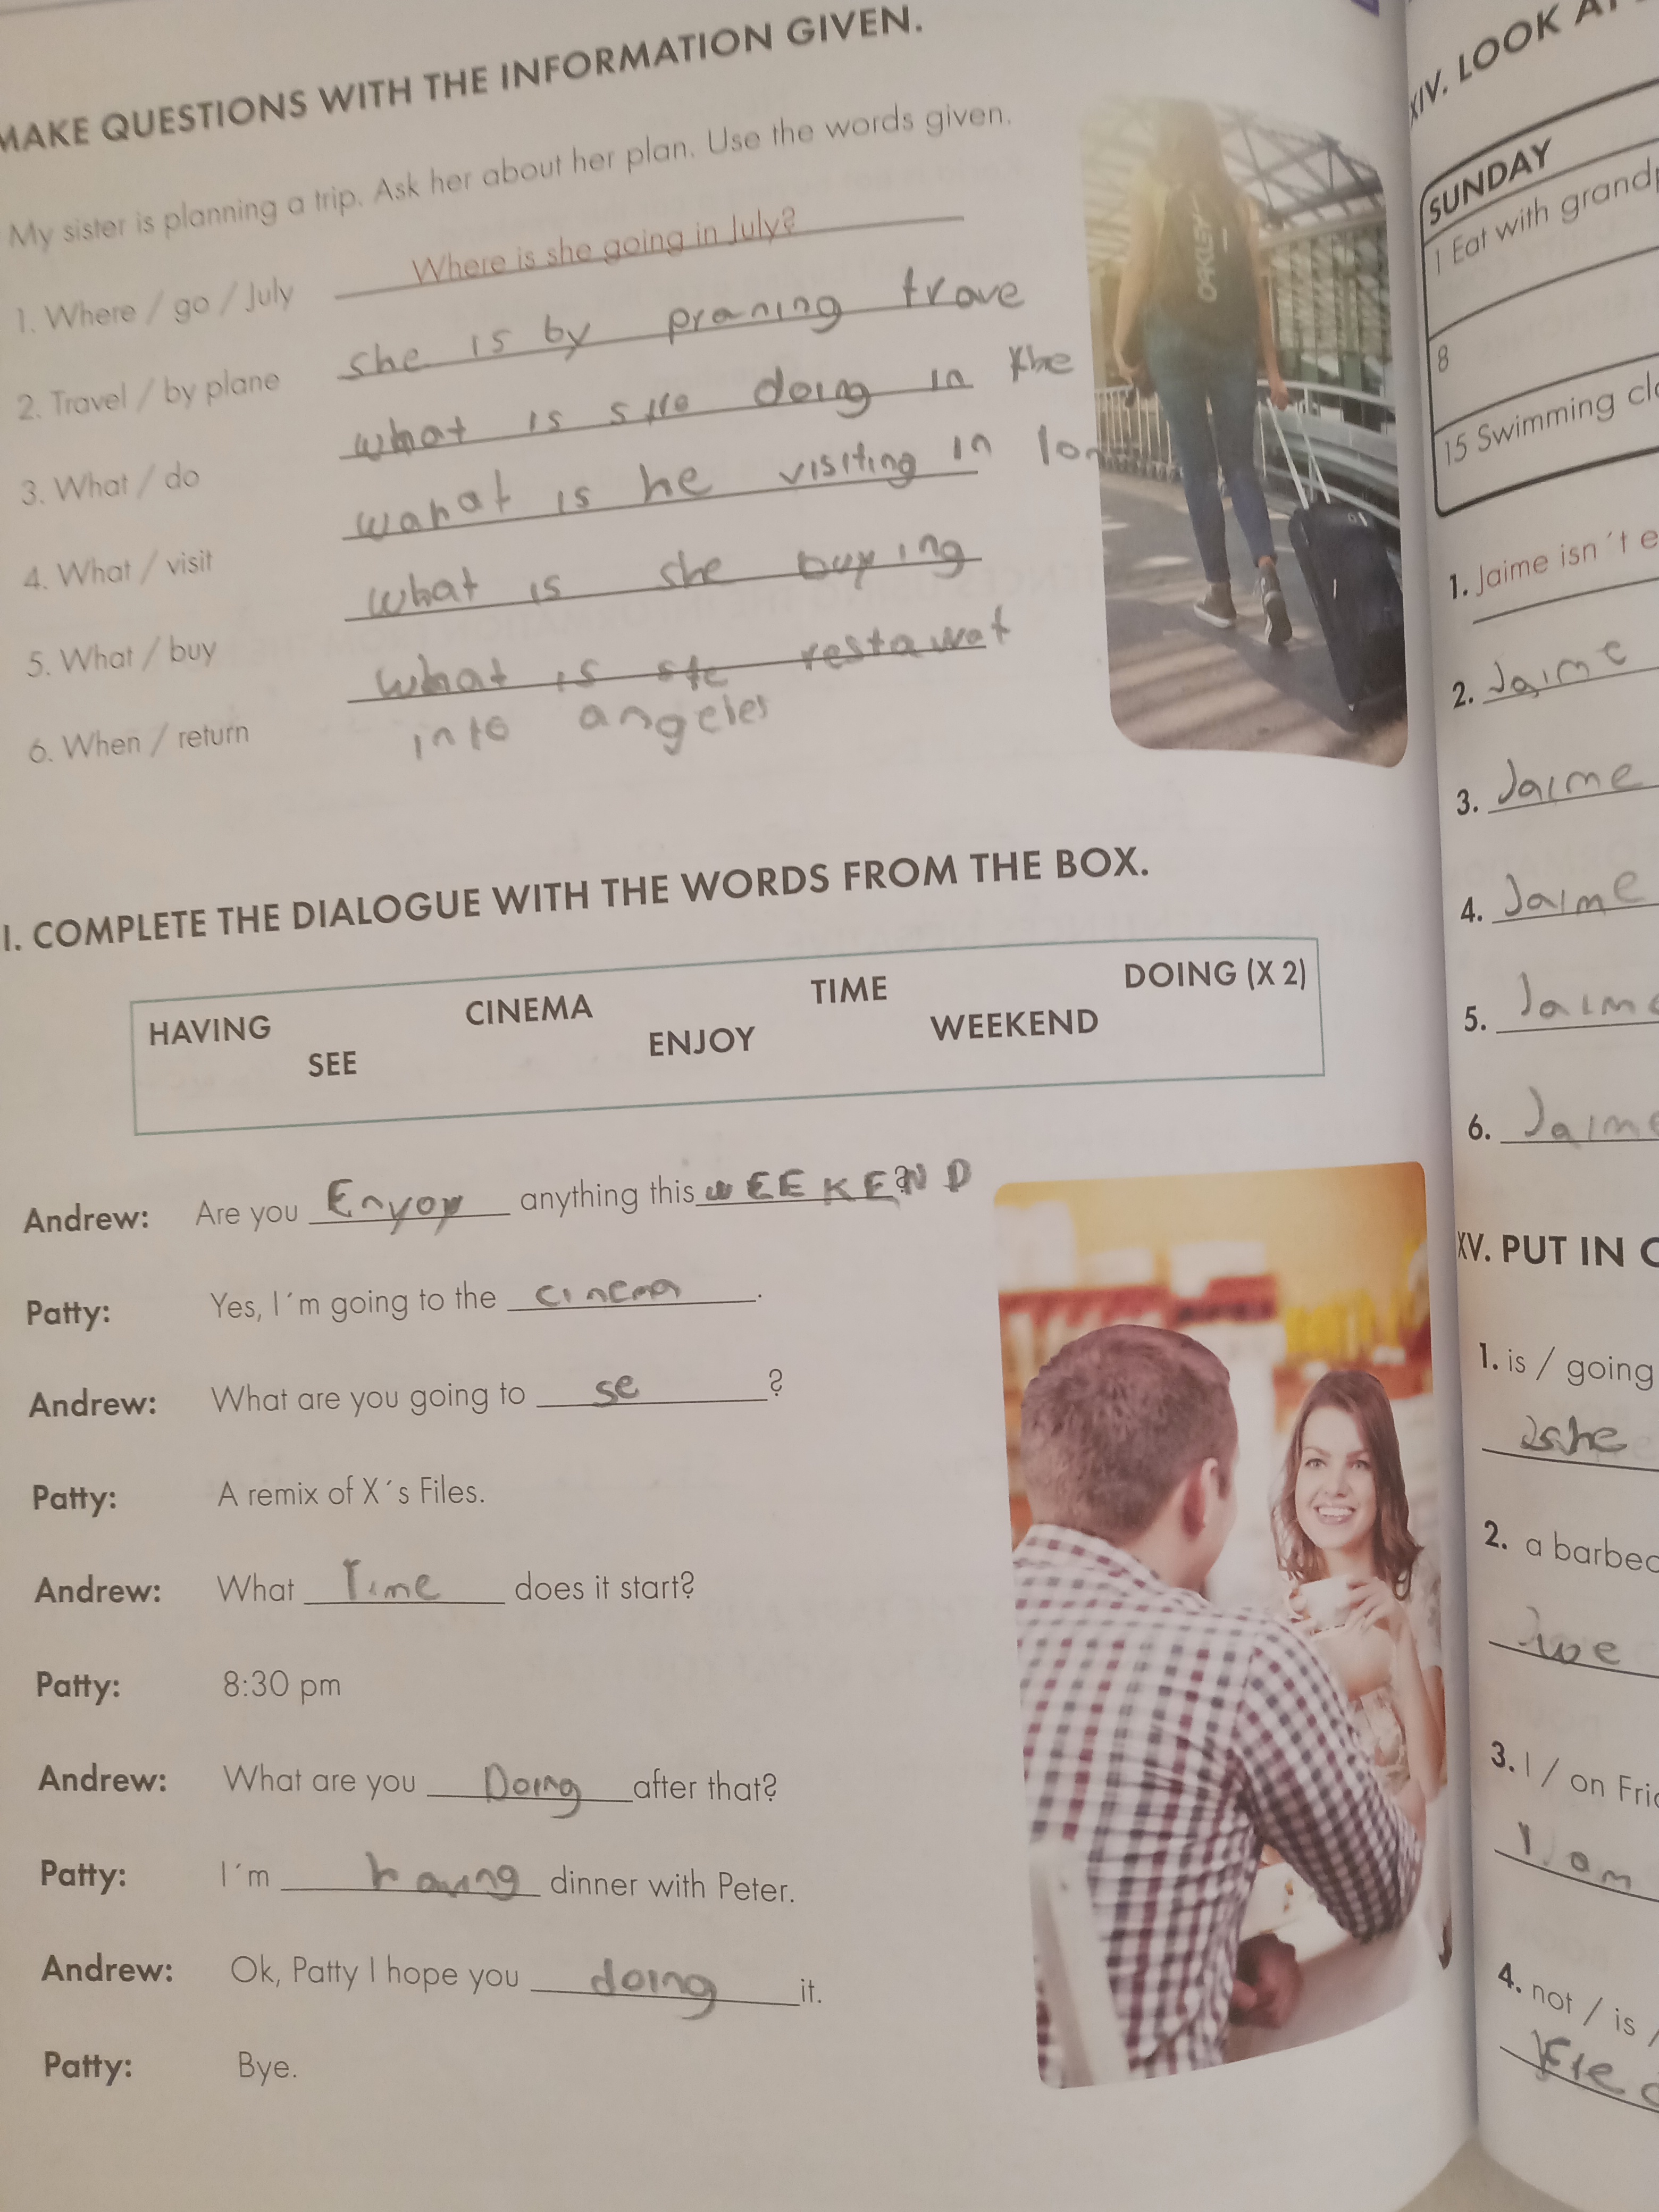 MAKE QUESTIONS WITH THE INFORMATION GIVEN.
My sister is planning a trip. Ask her about her plan. Use the words given.
1. Where / go / July Where is she going in July?
2. Travel / by plane she is by praning trave
3. What / do what is she doing in the
4. What / visit wahat is he visiting in lon
5. What / buy what is she buying
6. When / return what is ste restawat
into angeles
OAKLEY
I. COMPLETE THE DIALOGUE WITH THE WORDS FROM THE BOX.
HAVING CINEMA TIME DOING (X 2)
SEE ENJOY WEEKEND
Andrew: Are you Enyoy anything this WEEKEND ?
Patty: Yes, I´m going to the cinema.
Andrew: What are you going to se ?
Patty: A remix of X´s Files.
Andrew: What Time does it start?
Patty: 8:30 pm
Andrew: What are you Doing after that?
Patty: I´m having dinner with Peter.
Andrew: Ok, Patty I hope you doing it.
Patty: Bye.
XIV. LOOK AT
SUNDAY
1 Eat with grandp
8
15 Swimming cl
1. Jaime isn´t e
2. Jaime
3. Jaime
4. Jaime
5. Jaime
6. Jaime
XV. PUT IN
1. is / going
she
2. a barbec
we
3. I / on Fri
I am
4. not / is /